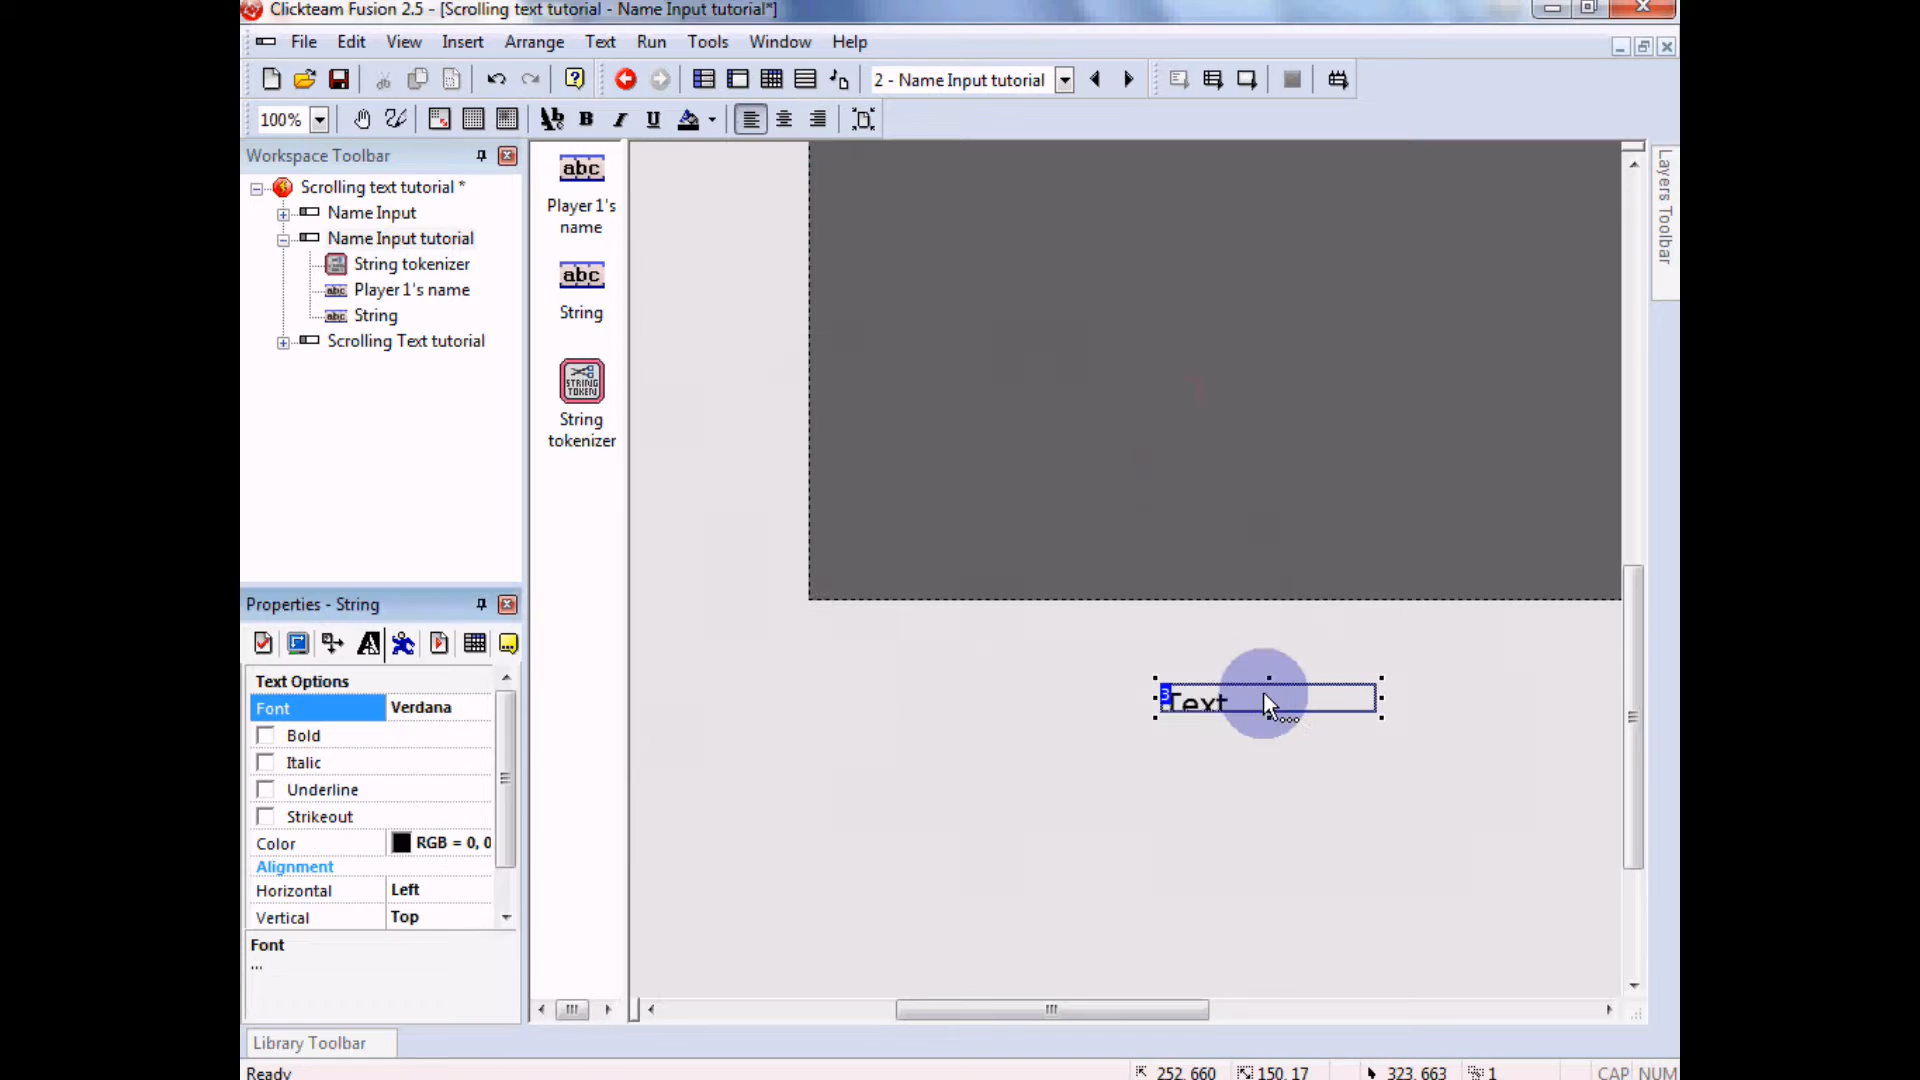 Clickteam Fusion 2.5 - [Scrolling text tutorial - Name Input tutorial*]
File Edit View Insert Arrange Text Run Tools Window Help
2 - Name Input tutorial
100%
Workspace Toolbar
Scrolling text tutorial *
Name Input
Name Input tutorial
String tokenizer
Player 1's name
String
Scrolling Text tutorial
abc
Player 1's
name
abc
String
STRING
TOKEN
String
tokenizer
Layers Toolbar
Properties - String
Text Options
Font Verdana
Bold
Italic
Underline
Strikeout
Color RGB = 0, 0
Alignment
Horizontal Left
Vertical Top
Font
...
3
Text
Library Toolbar
Ready 252, 660 150, 17 323, 663 1 CAP NUM